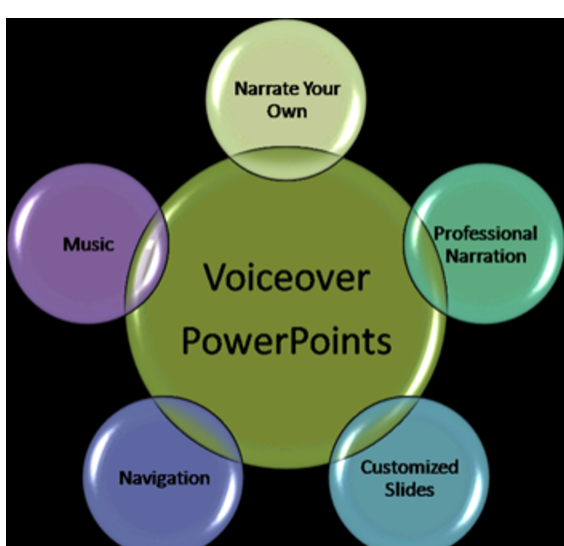 Narrate Your
Own
Music
Professional
Narration
Voiceover
PowerPoints
Navigation
Customized
Slides